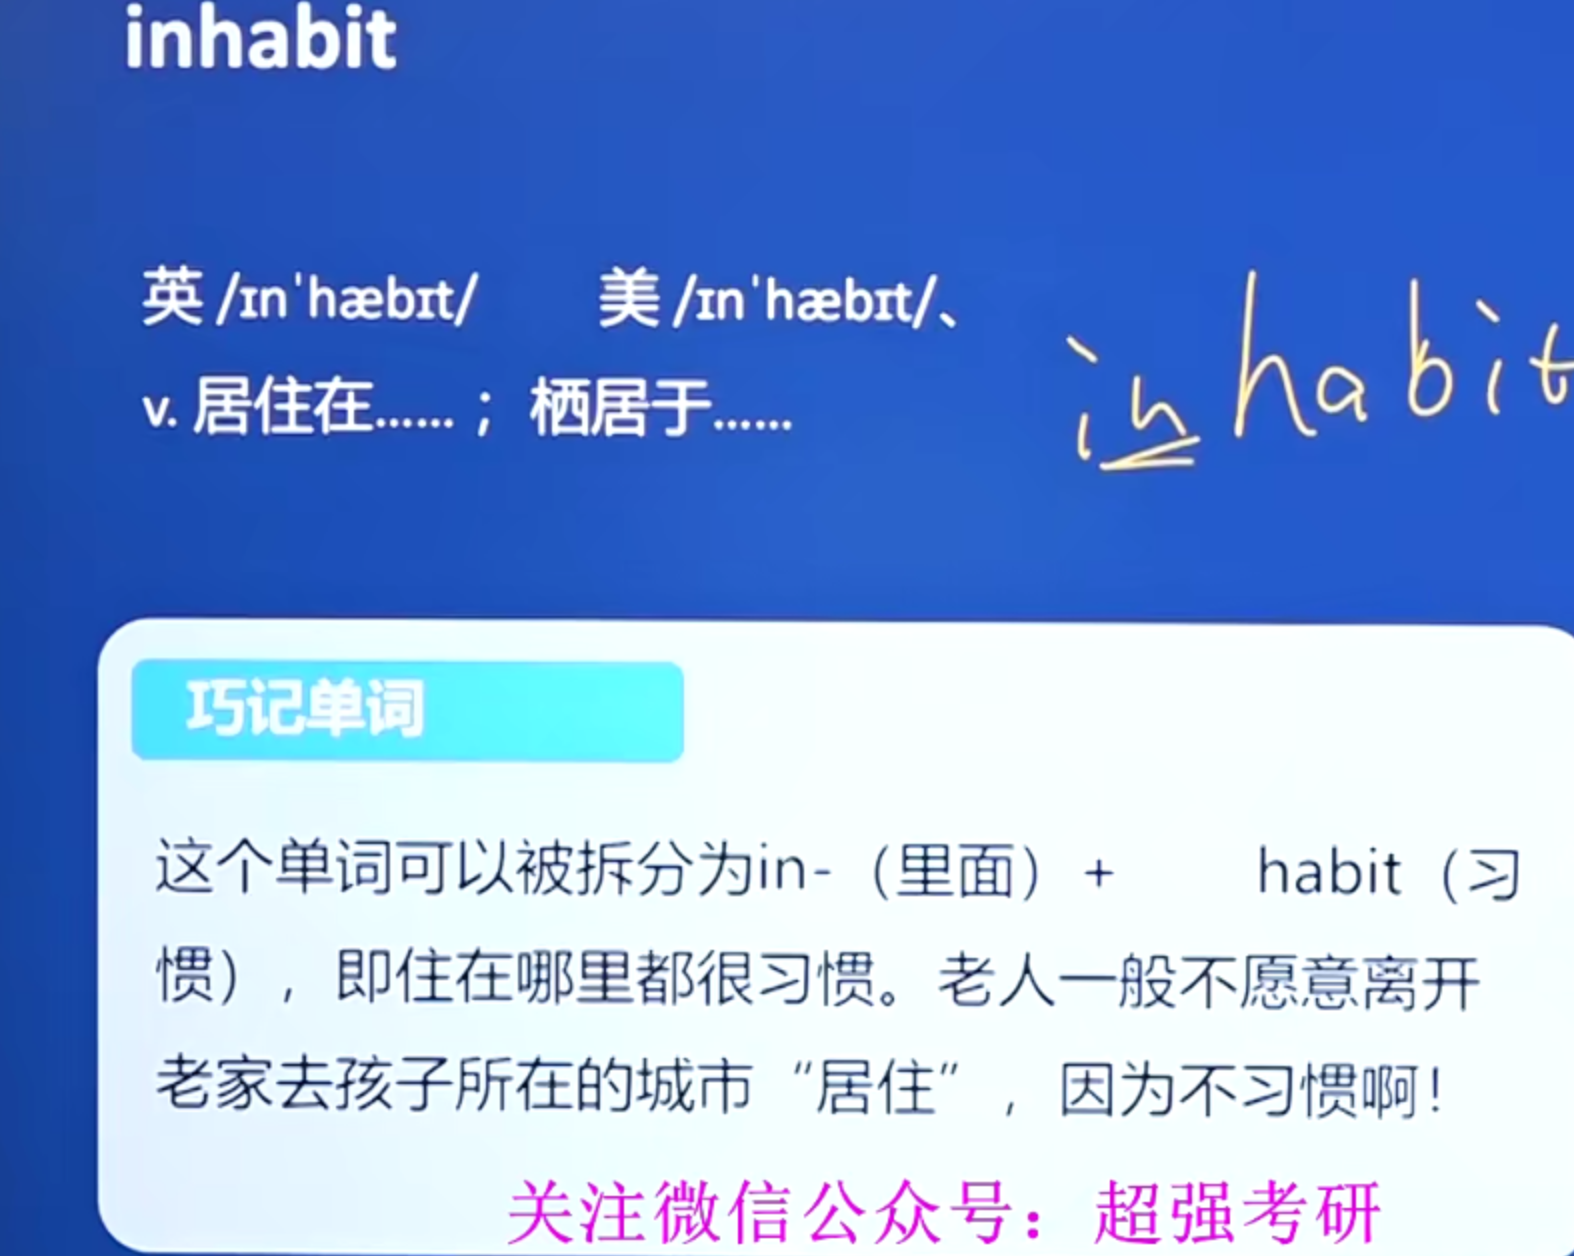 inhabit
英 /ɪnˈhæbɪt/ 美 /ɪnˈhæbɪt/、
v. 居住在……；栖居于……
inhabit
巧记单词
这个单词可以被拆分为in-（里面）+ habit（习
惯），即住在哪里都很习惯。老人一般不愿意离开
老家去孩子所在的城市“居住”，因为不习惯啊！
关注微信公众号：超强考研